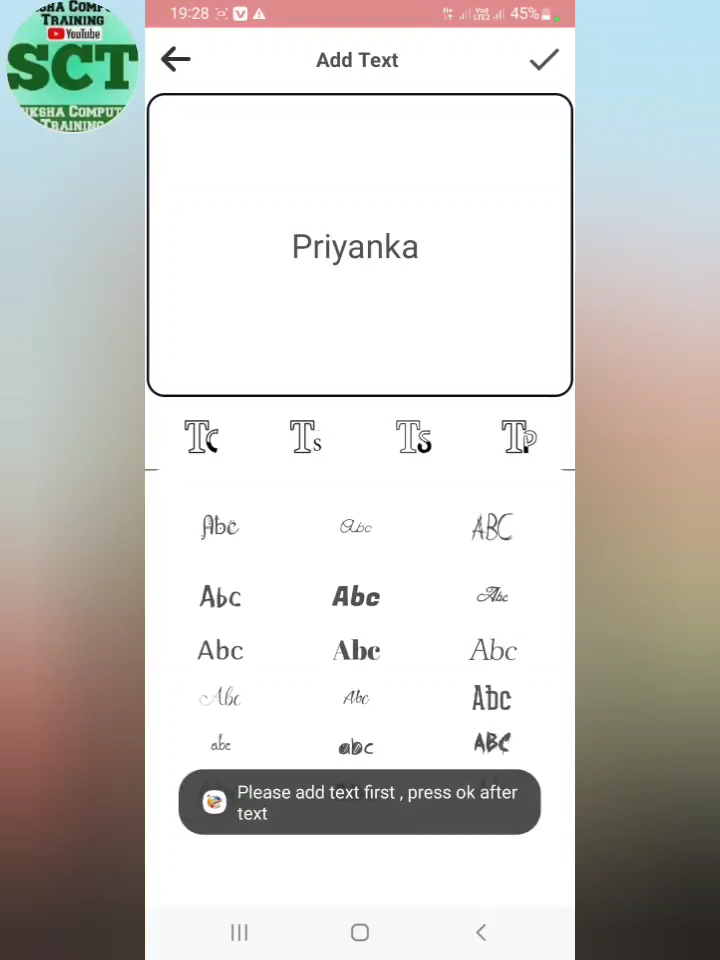 TRAINING
YouTube
SCT
TRAINING
19:28
45%
Add Text
Priyanka
Abc
Abc
ABC
Abc
Abc
Abc
Abc
Abc
Abc
Abc
Abc
Abc
abc
abc
ABC
Please add text first , press ok after
text